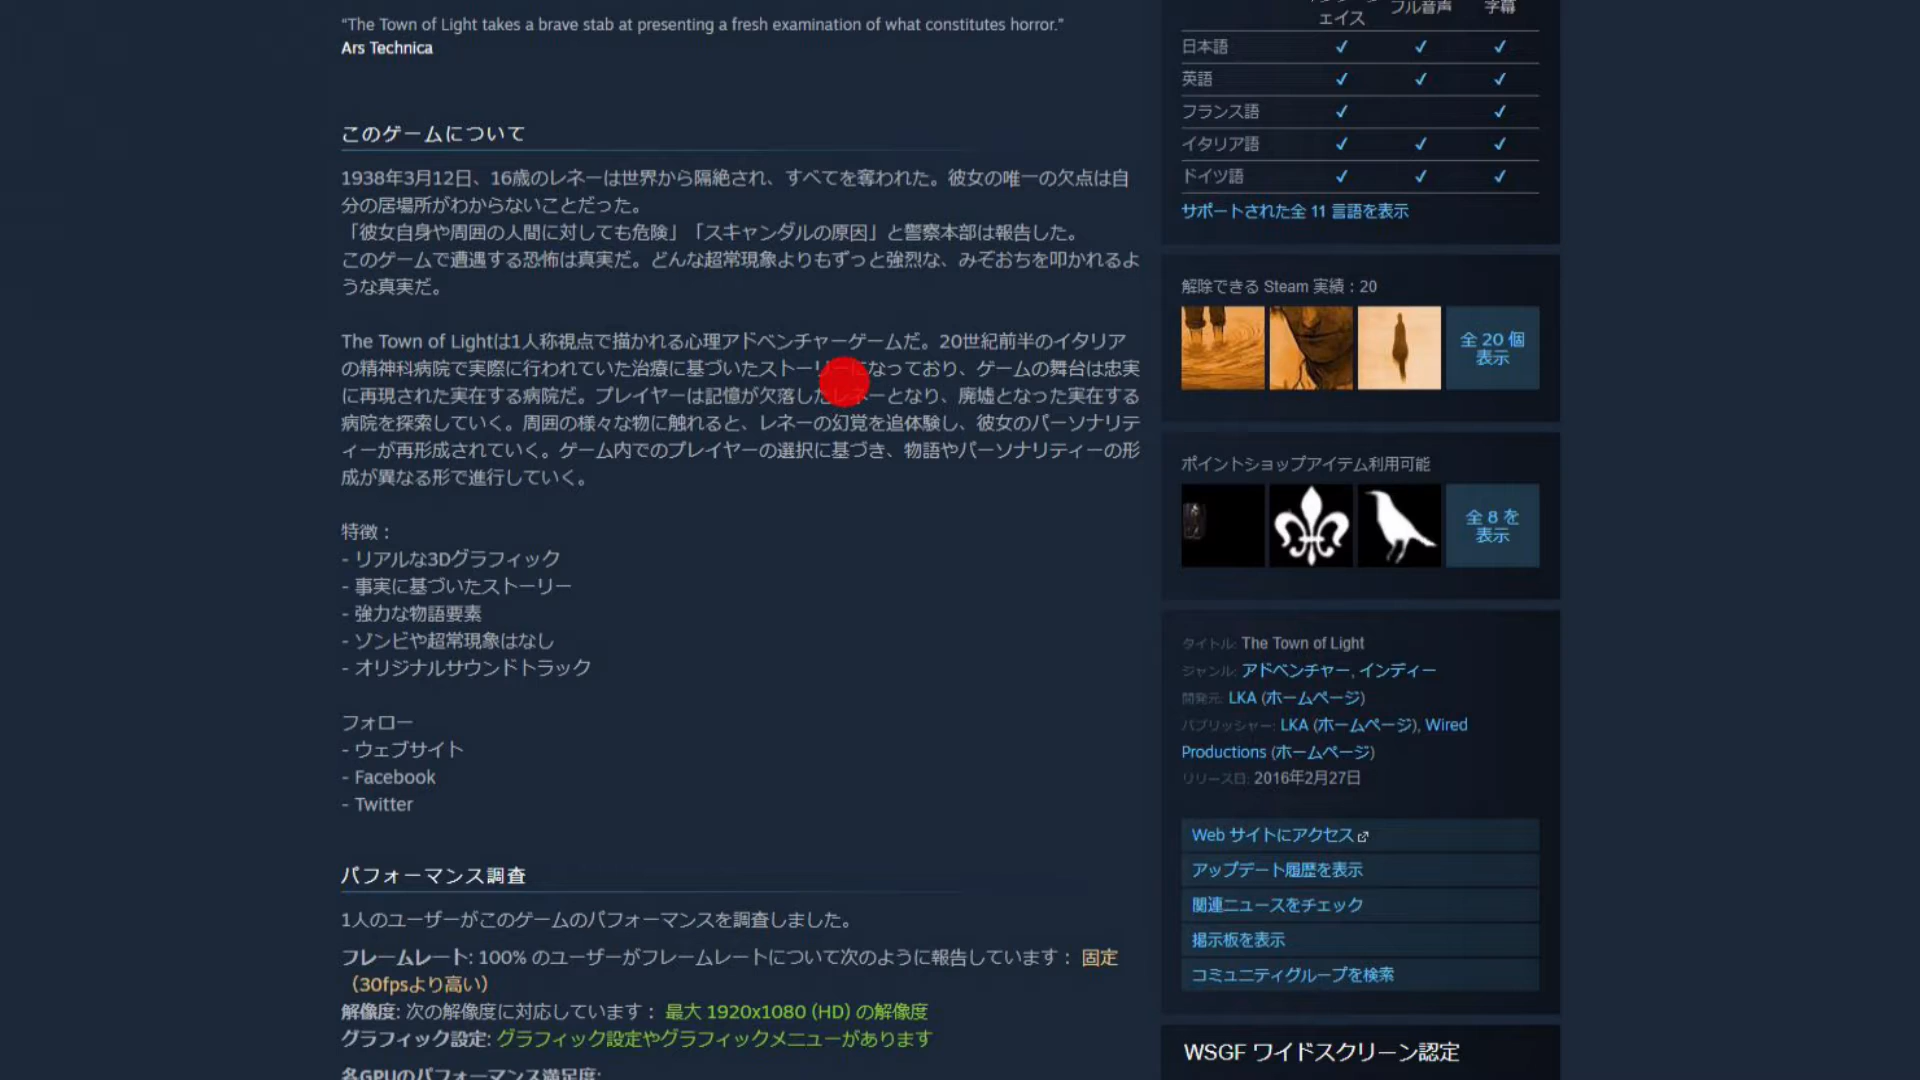 “The Town of Light takes a brave stab at presenting a fresh examination of what constitutes horror.”
Ars Technica
このゲームについて
1938年3月12日、16歳のレネーは世界から隔絶され、すべてを奪われた。彼女の唯一の欠点は自
分の居場所がわからないことだった。
「彼女自身や周囲の人間に対しても危険」「スキャンダルの原因」と警察本部は報告した。
このゲームで遭遇する恐怖は真実だ。どんな超常現象よりもずっと強烈な、みぞおちを叩かれるよ
うな真実だ。
The Town of Lightは1人称視点で描かれる心理アドベンチャーゲームだ。20世紀前半のイタリア
の精神科病院で実際に行われていた治療に基づいたストーリーになっており、ゲームの舞台は忠実
に再現された実在する病院だ。プレイヤーは記憶が欠落したレネーとなり、廃墟となった実在する
病院を探索していく。周囲の様々な物に触れると、レネーの幻覚を追体験し、彼女のパーソナリテ
ィーが再形成されていく。ゲーム内でのプレイヤーの選択に基づき、物語やパーソナリティーの形
成が異なる形で進行していく。
特徴：
- リアルな3Dグラフィック
- 事実に基づいたストーリー
- 強力な物語要素
- ゾンビや超常現象はなし
- オリジナルサウンドトラック
フォロー
- ウェブサイト
- Facebook
- Twitter
パフォーマンス調査
1人のユーザーがこのゲームのパフォーマンスを調査しました。
フレームレート: 100% のユーザーがフレームレートについて次のように報告しています： 固定
（30fpsより高い）
解像度: 次の解像度に対応しています： 最大 1920x1080 (HD) の解像度
グラフィック設定: グラフィック設定やグラフィックメニューがあります
各GPUのパフォーマンス満足度:
ェイス フル音声 字幕
日本語 ✓ ✓ ✓
英語 ✓ ✓ ✓
フランス語 ✓ ✓
イタリア語 ✓ ✓ ✓
ドイツ語 ✓ ✓ ✓
サポートされた全 11 言語を表示
解除できる Steam 実績：20
全 20 個
表示
ポイントショップアイテム利用可能
全 8 を
表示
タイトル: The Town of Light
ジャンル: アドベンチャー, インディー
開発元: LKA (ホームページ)
パブリッシャー: LKA (ホームページ), Wired
Productions (ホームページ)
リリース日: 2016年2月27日
Web サイトにアクセス
アップデート履歴を表示
関連ニュースをチェック
掲示板を表示
コミュニティグループを検索
WSGF ワイドスクリーン認定